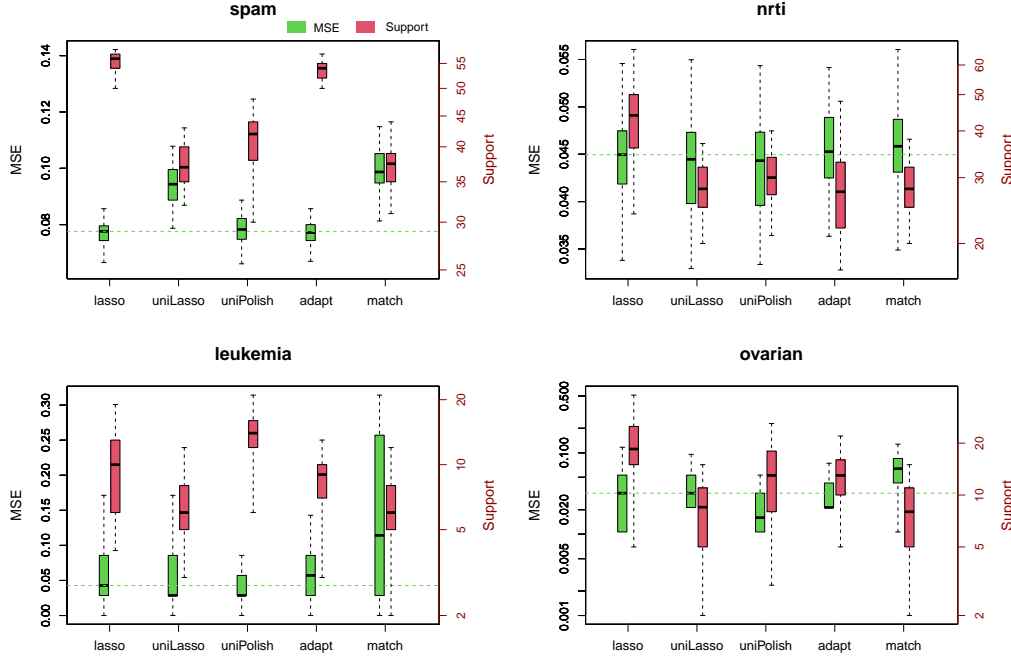 spam
MSE Support
0.14
0.12
0.10
0.08
MSE
55
50
45
40
35
30
25
Support
lasso uniLasso uniPolish adapt match
nrti
0.055
0.050
0.045
0.040
0.035
MSE
60
50
40
30
20
Support
lasso uniLasso uniPolish adapt match
leukemia
0.30
0.25
0.20
0.15
0.10
0.05
0.00
MSE
20
10
5
2
Support
lasso uniLasso uniPolish adapt match
ovarian
0.500
0.100
0.020
0.005
0.001
MSE
20
10
5
2
Support
lasso uniLasso uniPolish adapt match